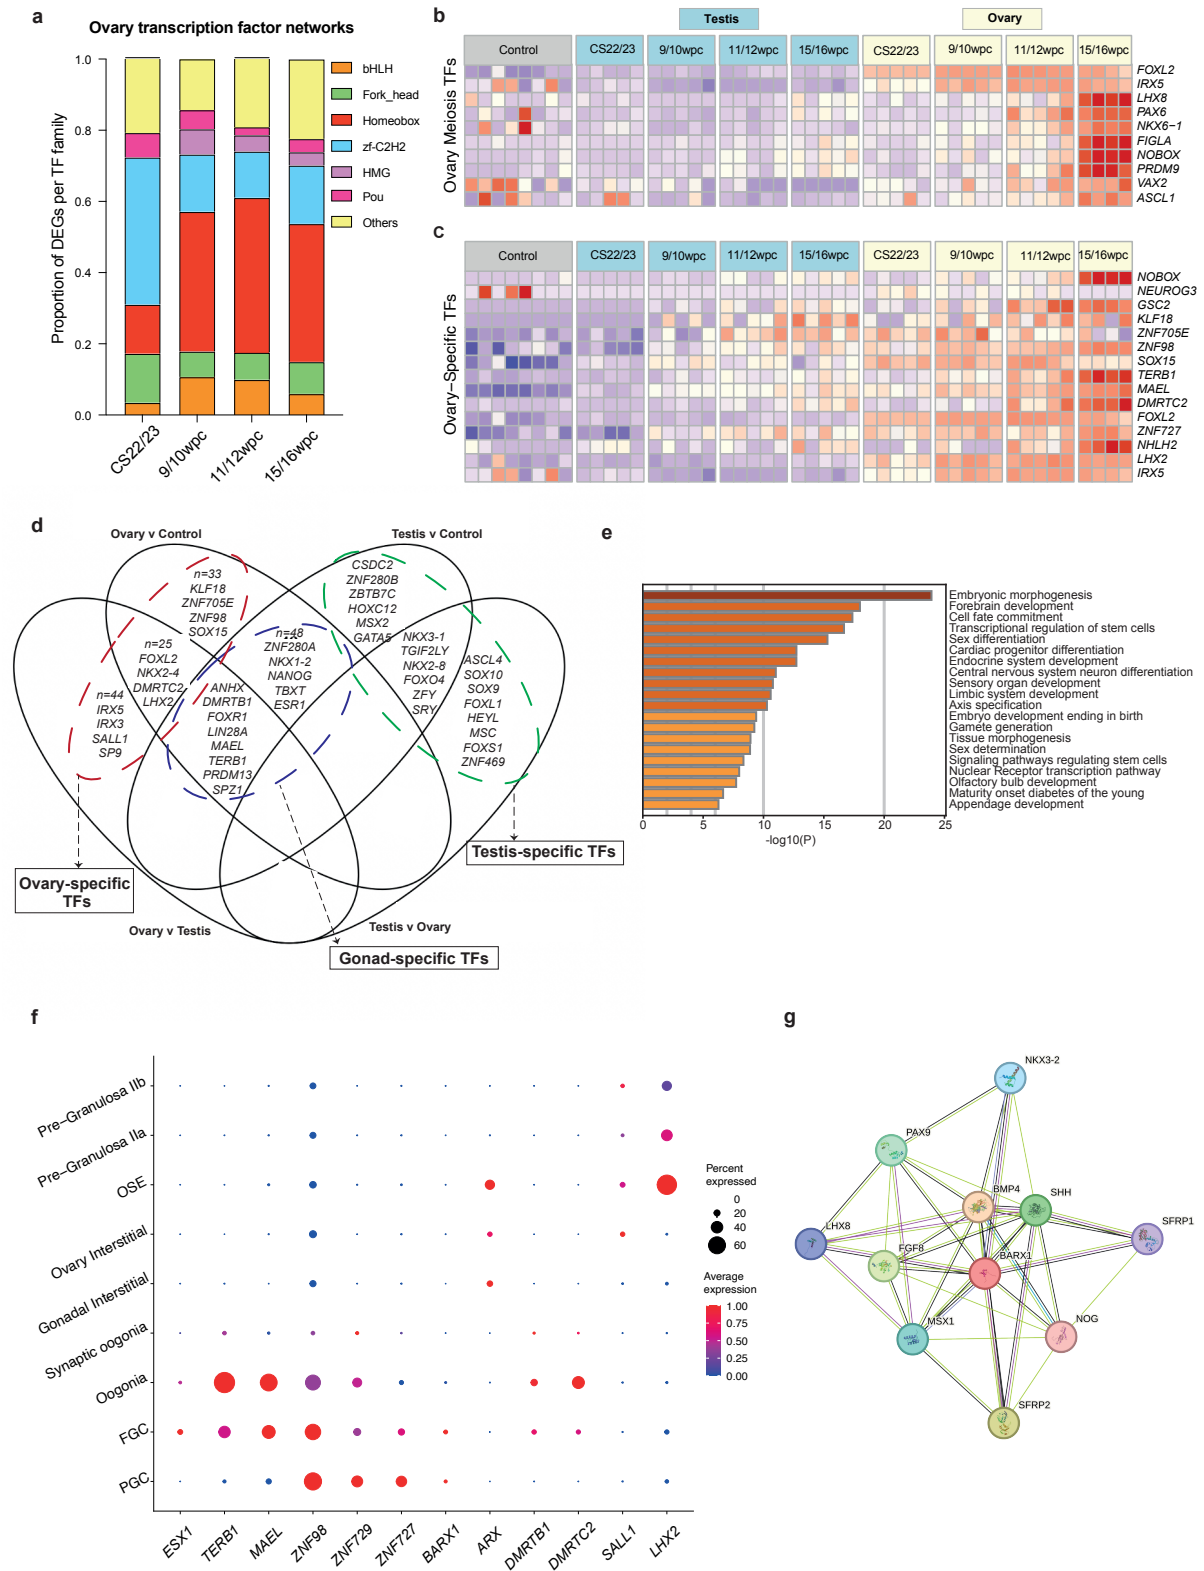 a
Ovary transcription factor networks
Proportion of DEGs per TF family
1.0
0.8
0.6
0.4
0.2
0.0
CS22/23
9/10wpc
11/12wpc
15/16wpc
bHLH
Fork_head
Homeobox
zf-C2H2
HMG
Pou
Others
b
Testis
Ovary
Ovary Meiosis TFs
Control
CS22/23
9/10wpc
11/12wpc
15/16wpc
CS22/23
9/10wpc
11/12wpc
15/16wpc
FOXL2
IRX5
LHX8
PAX6
NKX6−1
FIGLA
NOBOX
PRDM9
VAX2
ASCL1
c
Ovary−Specific TFs
Control
CS22/23
9/10wpc
11/12wpc
15/16wpc
CS22/23
9/10wpc
11/12wpc
15/16wpc
NOBOX
NEUROG3
GSC2
KLF18
ZNF705E
ZNF98
SOX15
TERB1
MAEL
DMRTC2
FOXL2
ZNF727
NHLH2
LHX2
IRX5
d
Ovary v Control
Testis v Control
n=33
KLF18
ZNF705E
ZNF98
SOX15
CSDC2
ZNF280B
ZBTB7C
HOXC12
MSX2
GATA5
n=25
FOXL2
NKX2-4
DMRTC2
LHX2
n=48
ZNF280A
NKX1-2
NANOG
TBXT
ESR1
NKX3-1
TGIF2LY
NKX2-8
FOXO4
ZFY
SRY
n=44
IRX5
IRX3
SALL1
SP9
ANHX
DMRTB1
FOXR1
LIN28A
MAEL
TERB1
PRDM13
SPZ1
ASCL4
SOX10
SOX9
FOXL1
HEYL
MSC
FOXS1
ZNF469
Ovary-specific
TFs
Testis-specific TFs
Ovary v Testis
Testis v Ovary
Gonad-specific TFs
e
Embryonic morphogenesis
Forebrain development
Cell fate commitment
Transcriptional regulation of stem cells
Sex differentiation
Cardiac progenitor differentiation
Endocrine system development
Central nervous system neuron differentiation
Sensory organ development
Limbic system development
Axis specification
Embryo development ending in birth
Gamete generation
Tissue morphogenesis
Sex determination
Signaling pathways regulating stem cells
Nuclear Receptor transcription pathway
Olfactory bulb development
Maturity onset diabetes of the young
Appendage development
0
5
10
15
20
25
-log10(P)
f
Pre−Granulosa IIb
Pre−Granulosa IIa
OSE
Ovary Interstitial
Gonadal Interstitial
Synaptic oogonia
Oogonia
FGC
PGC
ESX1
TERB1
MAEL
ZNF98
ZNF729
ZNF727
BARX1
ARX
DMRTB1
DMRTC2
SALL1
LHX2
Percent
expressed
0
20
40
60
Average
expression
1.00
0.75
0.50
0.25
0.00
g
NKX3-2
PAX9
BMP4
SHH
LHX8
SFRP1
FGF8
BARX1
MSX1
NOG
SFRP2